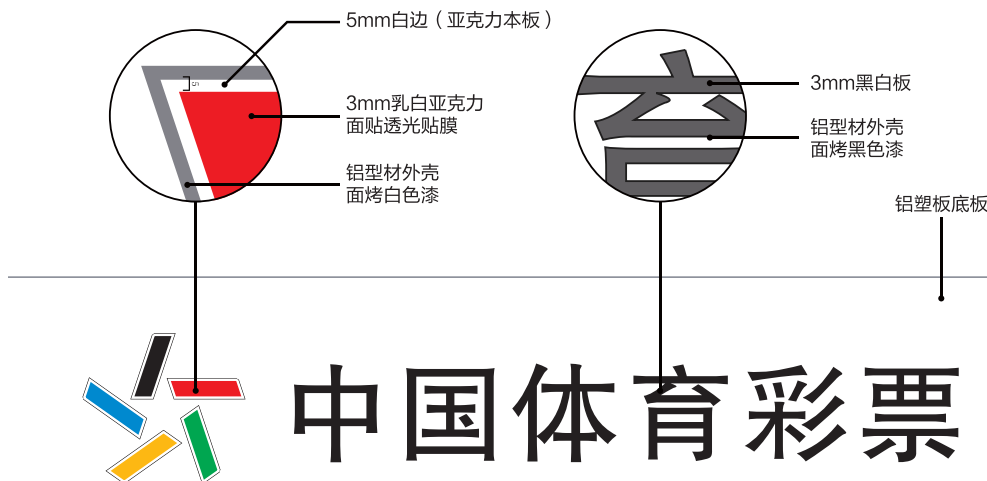 5mm白边（亚克力本板）
5
3mm乳白亚克力
面贴透光贴膜
铝型材外壳
面烤白色漆
3mm黑白板
铝型材外壳
面烤黑色漆
铝塑板底板
育
中国体育彩票